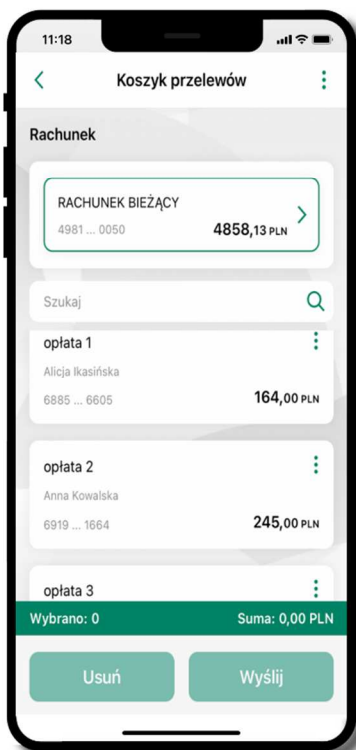 11:18
Koszyk przelewów
Rachunek
RACHUNEK BIEŻĄCY
4981 ... 0050 4858,13 PLN
Szukaj
opłata 1
Alicja Ikasińska
6885 ... 6605 164,00 PLN
opłata 2
Anna Kowalska
6919 ... 1664 245,00 PLN
opłata 3
Wybrano: 0 Suma: 0,00 PLN
Usuń Wyślij